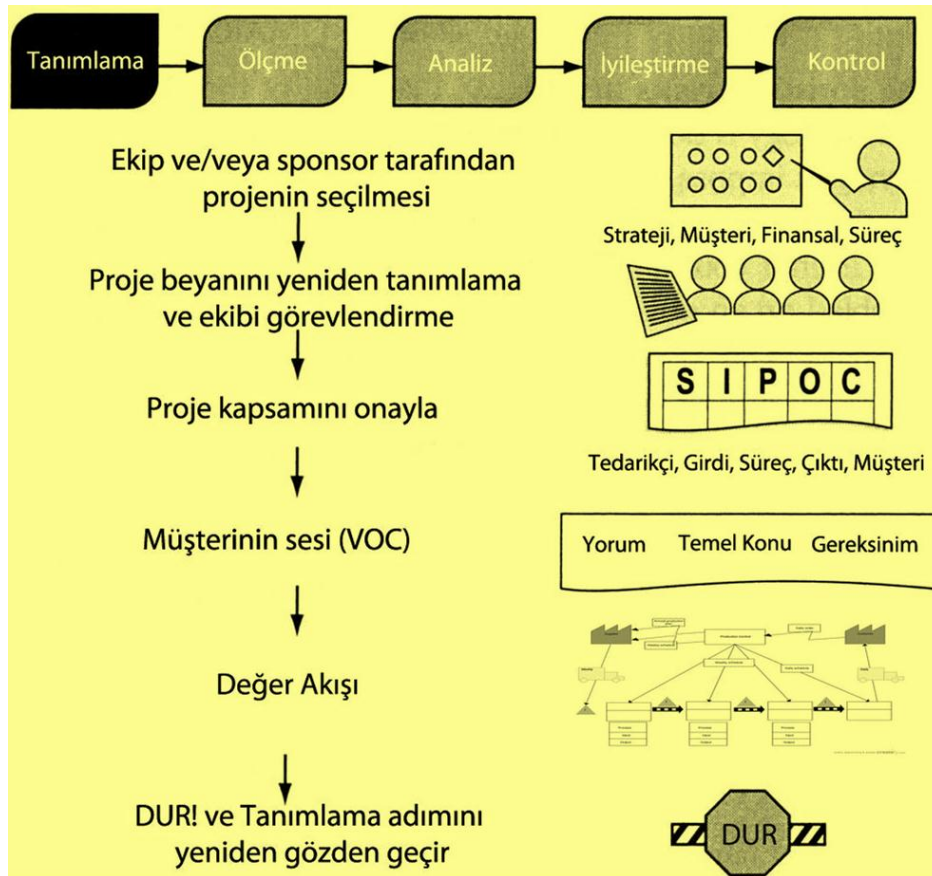 Tanımlama
Ölçme
Analiz
İyileştirme
Kontrol
Ekip ve/veya sponsor tarafından
projenin seçilmesi
Strateji, Müşteri, Finansal, Süreç
Proje beyanını yeniden tanımlama
ve ekibi görevlendirme
S I P O C
Proje kapsamını onayla
Tedarikçi, Girdi, Süreç, Çıktı, Müşteri
Müşterinin sesi (VOC)
Yorum
Temel Konu
Gereksinim
Değer Akışı
DUR! ve Tanımlama adımını
yeniden gözden geçir
DUR